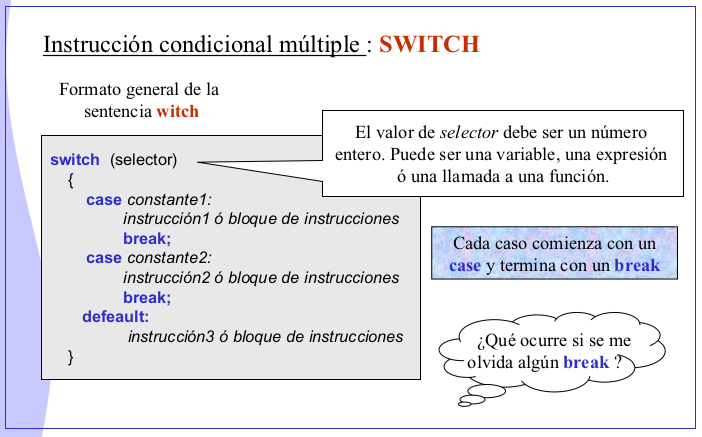 Instrucción condicional múltiple : SWITCH
Formato general de la
sentencia witch
El valor de selector debe ser un número
entero. Puede ser una variable, una expresión
ó una llamada a una función.
switch (selector)
{
case constante1:
instrucción1 ó bloque de instrucciones
break;
case constante2:
instrucción2 ó bloque de instrucciones
break;
defeault:
instrucción3 ó bloque de instrucciones
}
Cada caso comienza con un
case y termina con un break
¿Qué ocurre si se me
olvida algún break ?